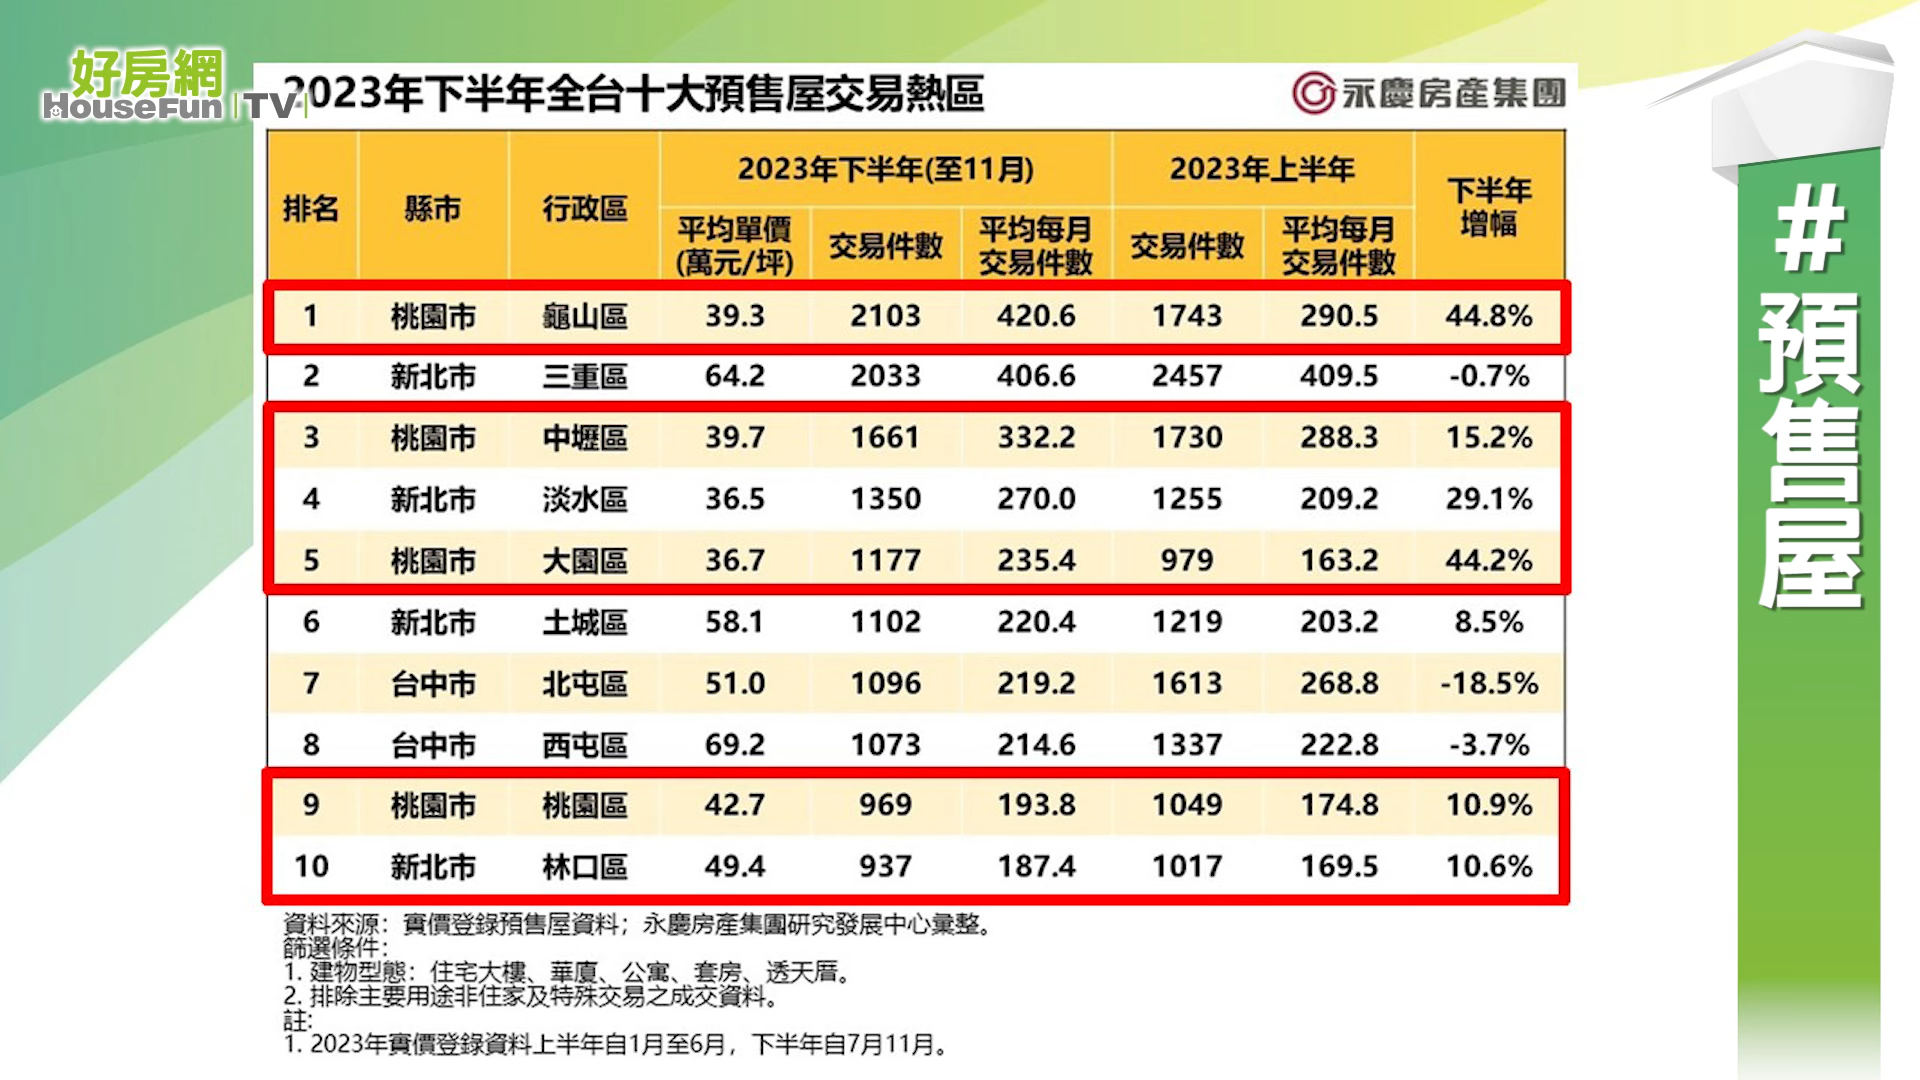 好房網
HouseFun TV
2023年下半年全台十大預售屋交易熱區
永慶房產集團
排名 縣市 行政區 2023年下半年(至11月) 2023年上半年 下半年增幅
平均單價(萬元/坪) 交易件數 平均每月交易件數 交易件數 平均每月交易件數
1 桃園市 龜山區 39.3 2103 420.6 1743 290.5 44.8%
2 新北市 三重區 64.2 2033 406.6 2457 409.5 -0.7%
3 桃園市 中壢區 39.7 1661 332.2 1730 288.3 15.2%
4 新北市 淡水區 36.5 1350 270.0 1255 209.2 29.1%
5 桃園市 大園區 36.7 1177 235.4 979 163.2 44.2%
6 新北市 土城區 58.1 1102 220.4 1219 203.2 8.5%
7 台中市 北屯區 51.0 1096 219.2 1613 268.8 -18.5%
8 台中市 西屯區 69.2 1073 214.6 1337 222.8 -3.7%
9 桃園市 桃園區 42.7 969 193.8 1049 174.8 10.9%
10 新北市 林口區 49.4 937 187.4 1017 169.5 10.6%
資料來源：實價登錄預售屋資料；永慶房產集團研究發展中心彙整。
篩選條件：
1. 建物型態：住宅大樓、華廈、公寓、套房、透天厝。
2. 排除主要用途非住家及特殊交易之成交資料。
註：
1. 2023年實價登錄資料上半年自1月至6月，下半年自7月11月。
#預售屋